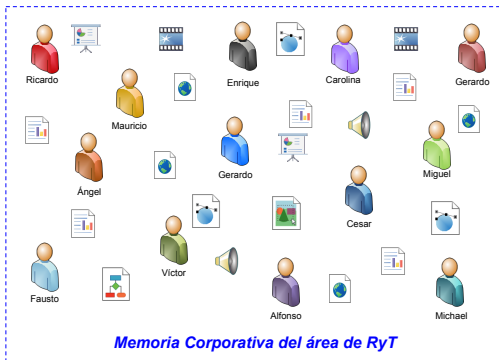 Ricardo
Enrique
Carolina
Gerardo
Mauricio
Ángel
Gerardo
Miguel
Cesar
Fausto
Víctor
Alfonso
Michael
Memoria Corporativa del área de RyT